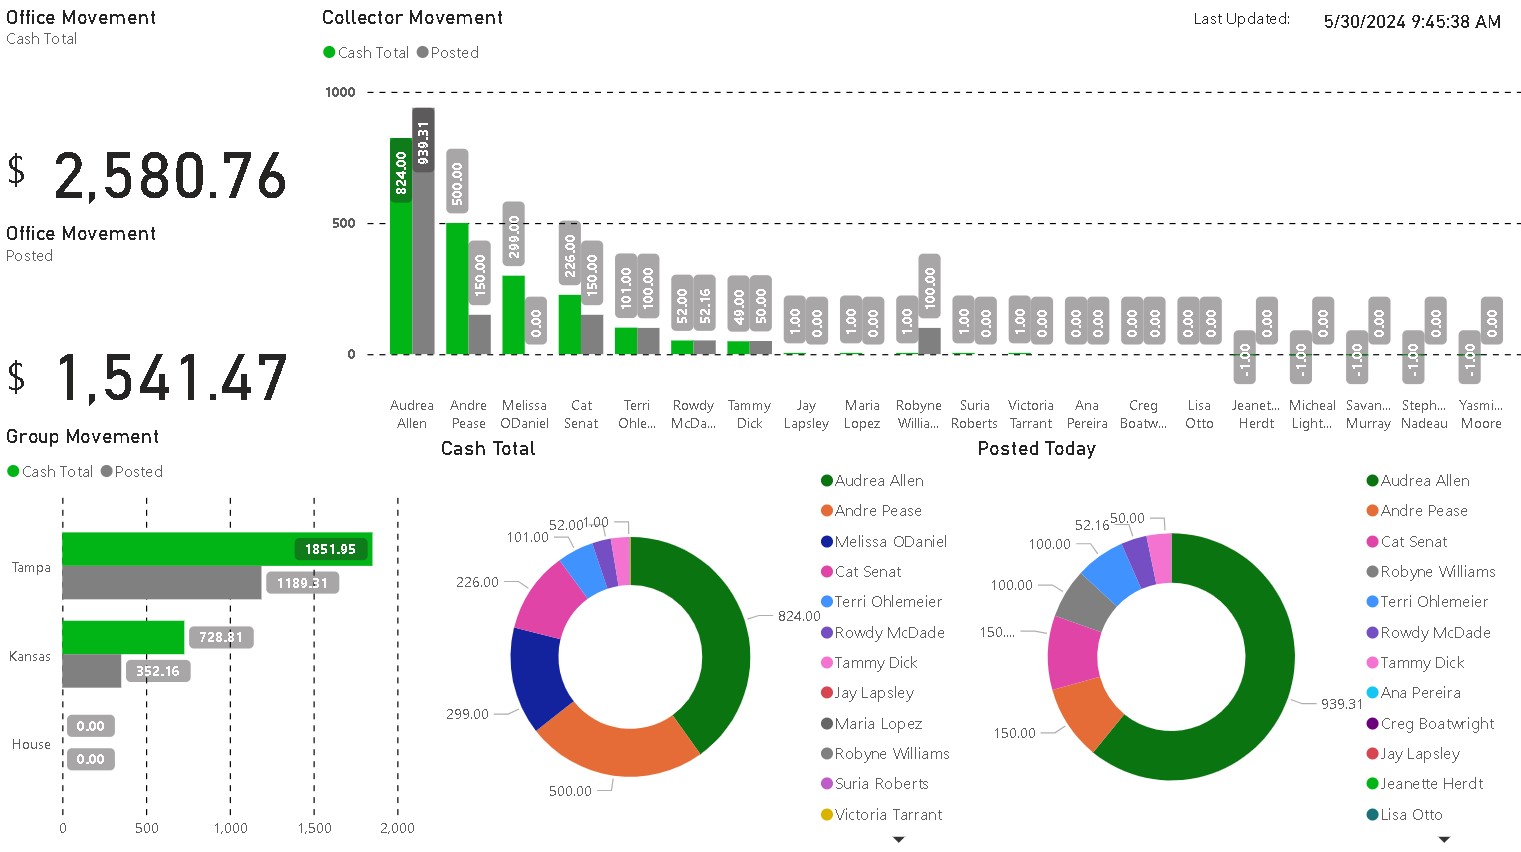 Office Movement
Cash Total
$ 2,580.76
Office Movement
Posted
$ 1,541.47
Collector Movement
Cash Total Posted
Last Updated: 5/30/2024 9:45:38 AM
1000
500
0
824.00 939.31
500.00 150.00
299.00 0.00
226.00 150.00
101.00 100.00
52.00 52.16
49.00 50.00
1.00 0.00
1.00 0.00
1.00 100.00
1.00 0.00
1.00 0.00
0.00 0.00
0.00 0.00
0.00 0.00
-1.00 0.00
-1.00 0.00
-1.00 0.00
-1.00 0.00
-1.00 0.00
Audrea Allen
Andre Pease
Melissa ODaniel
Cat Senat
Terri Ohle...
Rowdy McDa...
Tammy Dick
Jay Lapsley
Maria Lopez
Robyne Willia...
Suria Roberts
Victoria Tarrant
Ana Pereira
Creg Boatw...
Lisa Otto
Jeanet... Herdt
Micheal Light...
Savan... Murray
Steph... Nadeau
Yasmi... Moore
Group Movement
Cash Total Posted
Tampa
1851.95
1189.31
Kansas
728.81
352.16
House
0.00
0.00
0 500 1,000 1,500 2,000
Cash Total
824.00
500.00
299.00
226.00
101.00
52.00
1.00
Audrea Allen
Andre Pease
Melissa ODaniel
Cat Senat
Terri Ohlemeier
Rowdy McDade
Tammy Dick
Jay Lapsley
Maria Lopez
Robyne Williams
Suria Roberts
Victoria Tarrant
Posted Today
939.31
150.00
150....
100.00
100.00
52.16
50.00
Audrea Allen
Andre Pease
Cat Senat
Robyne Williams
Terri Ohlemeier
Rowdy McDade
Tammy Dick
Ana Pereira
Creg Boatwright
Jay Lapsley
Jeanette Herdt
Lisa Otto